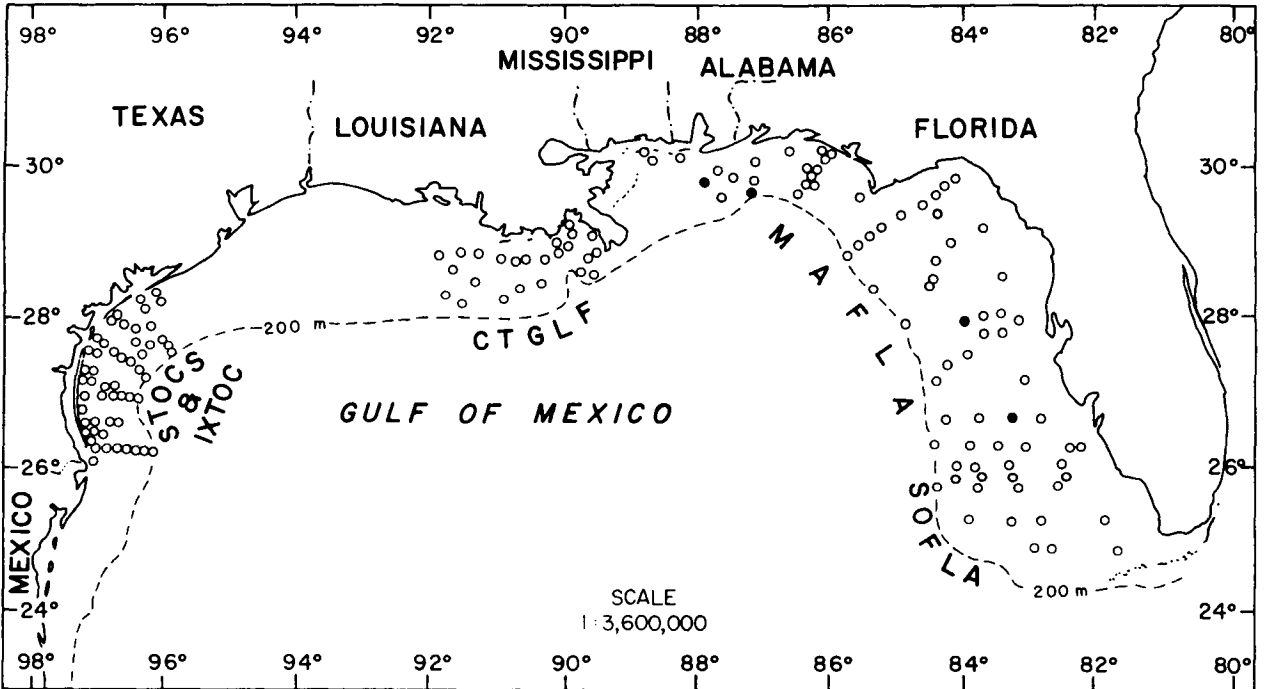 98° 96° 94° 92° 90° 88° 86° 84° 82° 80°
MISSISSIPPI
ALABAMA
TEXAS
LOUISIANA
FLORIDA
30°
30°
28°
28°
200 m
CTGLF
MAFLA
STOCS
&
IXTOC
GULF OF MEXICO
26°
26°
SOFLA
MEXICO
200 m
24°
24°
SCALE
1:3,600,000
98° 96° 94° 92° 90° 88° 86° 84° 82° 80°